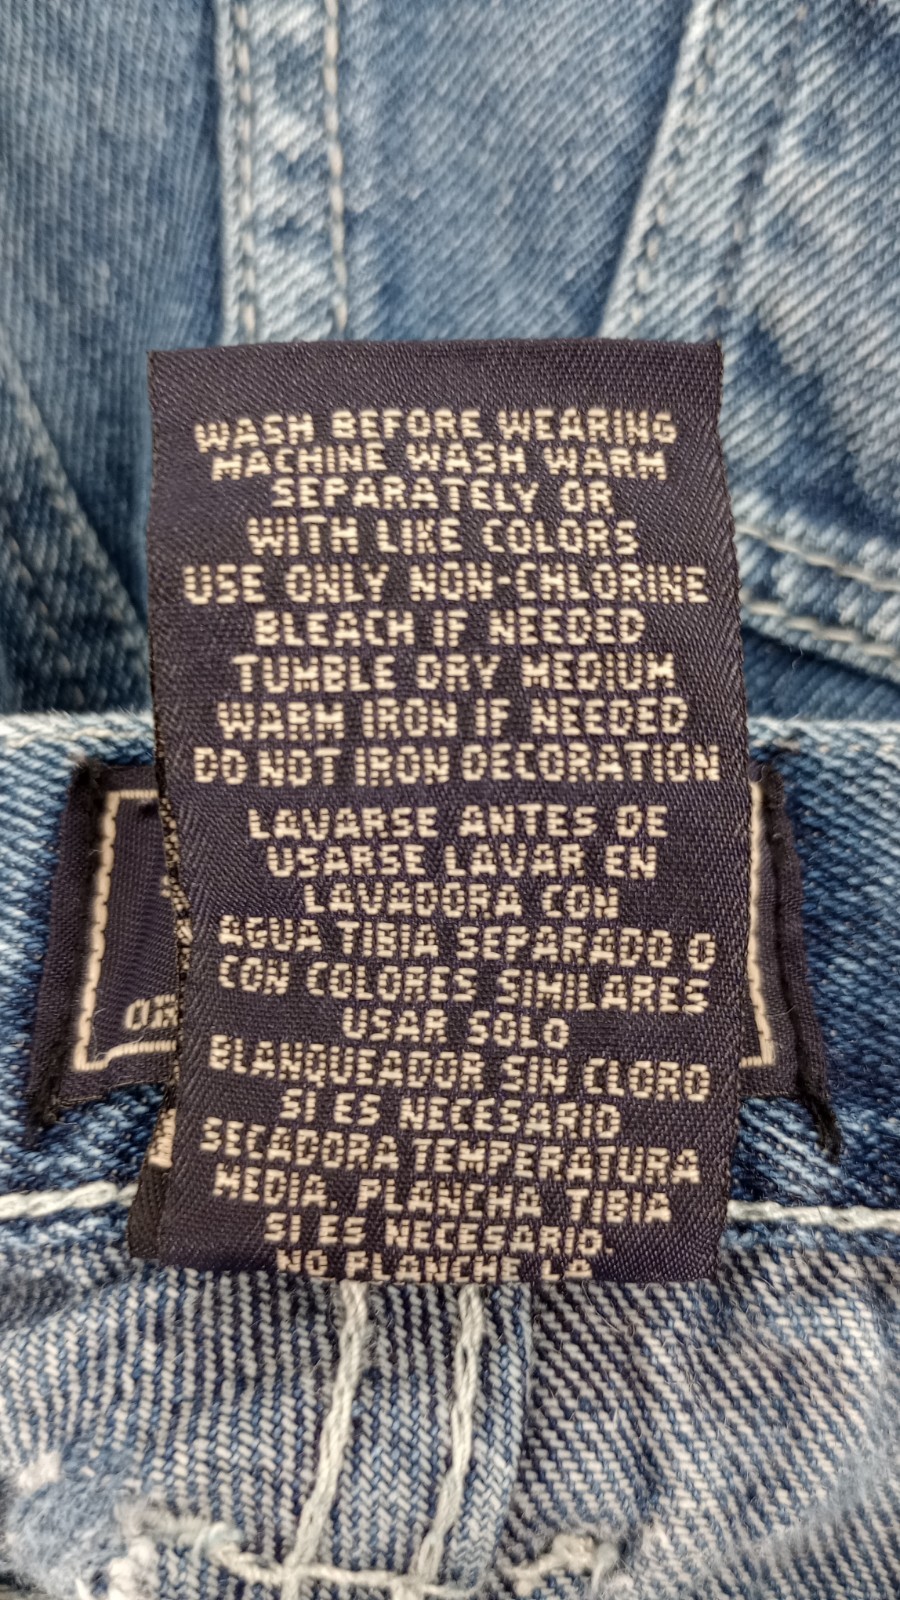 WASH BEFORE WEARING
MACHINE WASH WARM
SEPARATELY OR
WITH LIKE COLORS
USE ONLY NON-CHLORINE
BLEACH IF NEEDED
TUMBLE DRY MEDIUM
WARM IRON IF NEEDED
DO NOT IRON DECORATION
LAVARSE ANTES DE
USARSE LAVAR EN
LAVADORA CON
AGUA TIBIA SEPARADO O
CON COLORES SIMILARES
USAR SOLO
BLANQUEADOR SIN CLORO
SI ES NECESARIO
SECADORA TEMPERATURA
MEDIA. PLANCHA TIBIA
SI ES NECESARIO.
NO PLANCHE LA